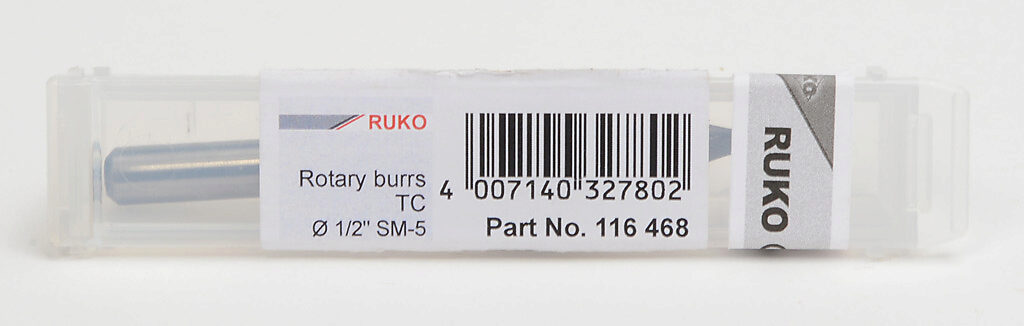 RUKO
Rotary burrs
TC
Ø 1/2" SM-5
4 007140 327802
Part No. 116 468
RUKO